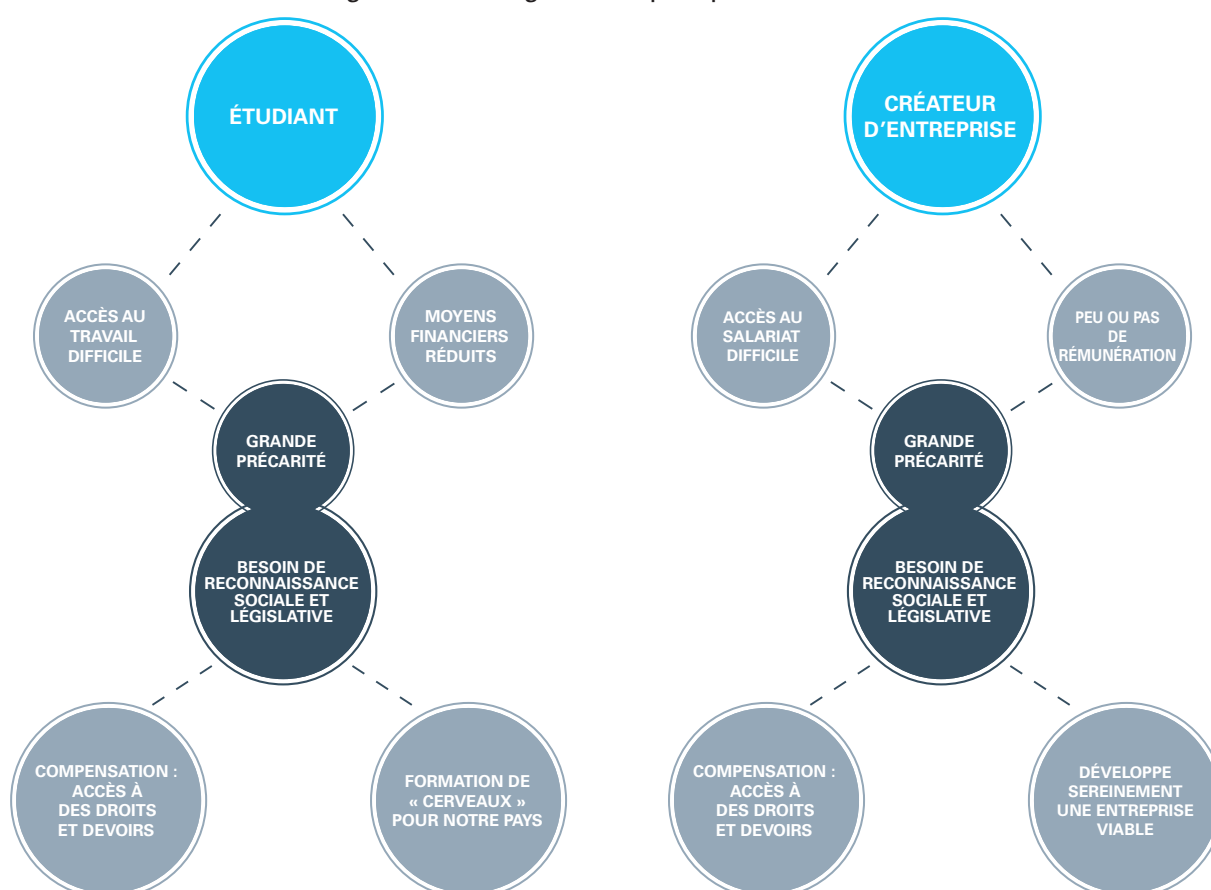 ÉTUDIANT
ACCÈS AU
TRAVAIL
DIFFICILE
MOYENS
FINANCIERS
RÉDUITS
GRANDE
PRÉCARITÉ
BESOIN DE
RECONNAISSANCE
SOCIALE ET
LÉGISLATIVE
COMPENSATION :
ACCÈS À
DES DROITS
ET DEVOIRS
FORMATION DE
« CERVEAUX »
POUR NOTRE PAYS
CRÉATEUR
D'ENTREPRISE
ACCÈS AU
SALARIAT
DIFFICILE
PEU OU PAS
DE
RÉMUNÉRATION
GRANDE
PRÉCARITÉ
BESOIN DE
RECONNAISSANCE
SOCIALE ET
LÉGISLATIVE
COMPENSATION :
ACCÈS À
DES DROITS
ET DEVOIRS
DÉVELOPPE
SEREINEMENT
UNE ENTREPRISE
VIABLE